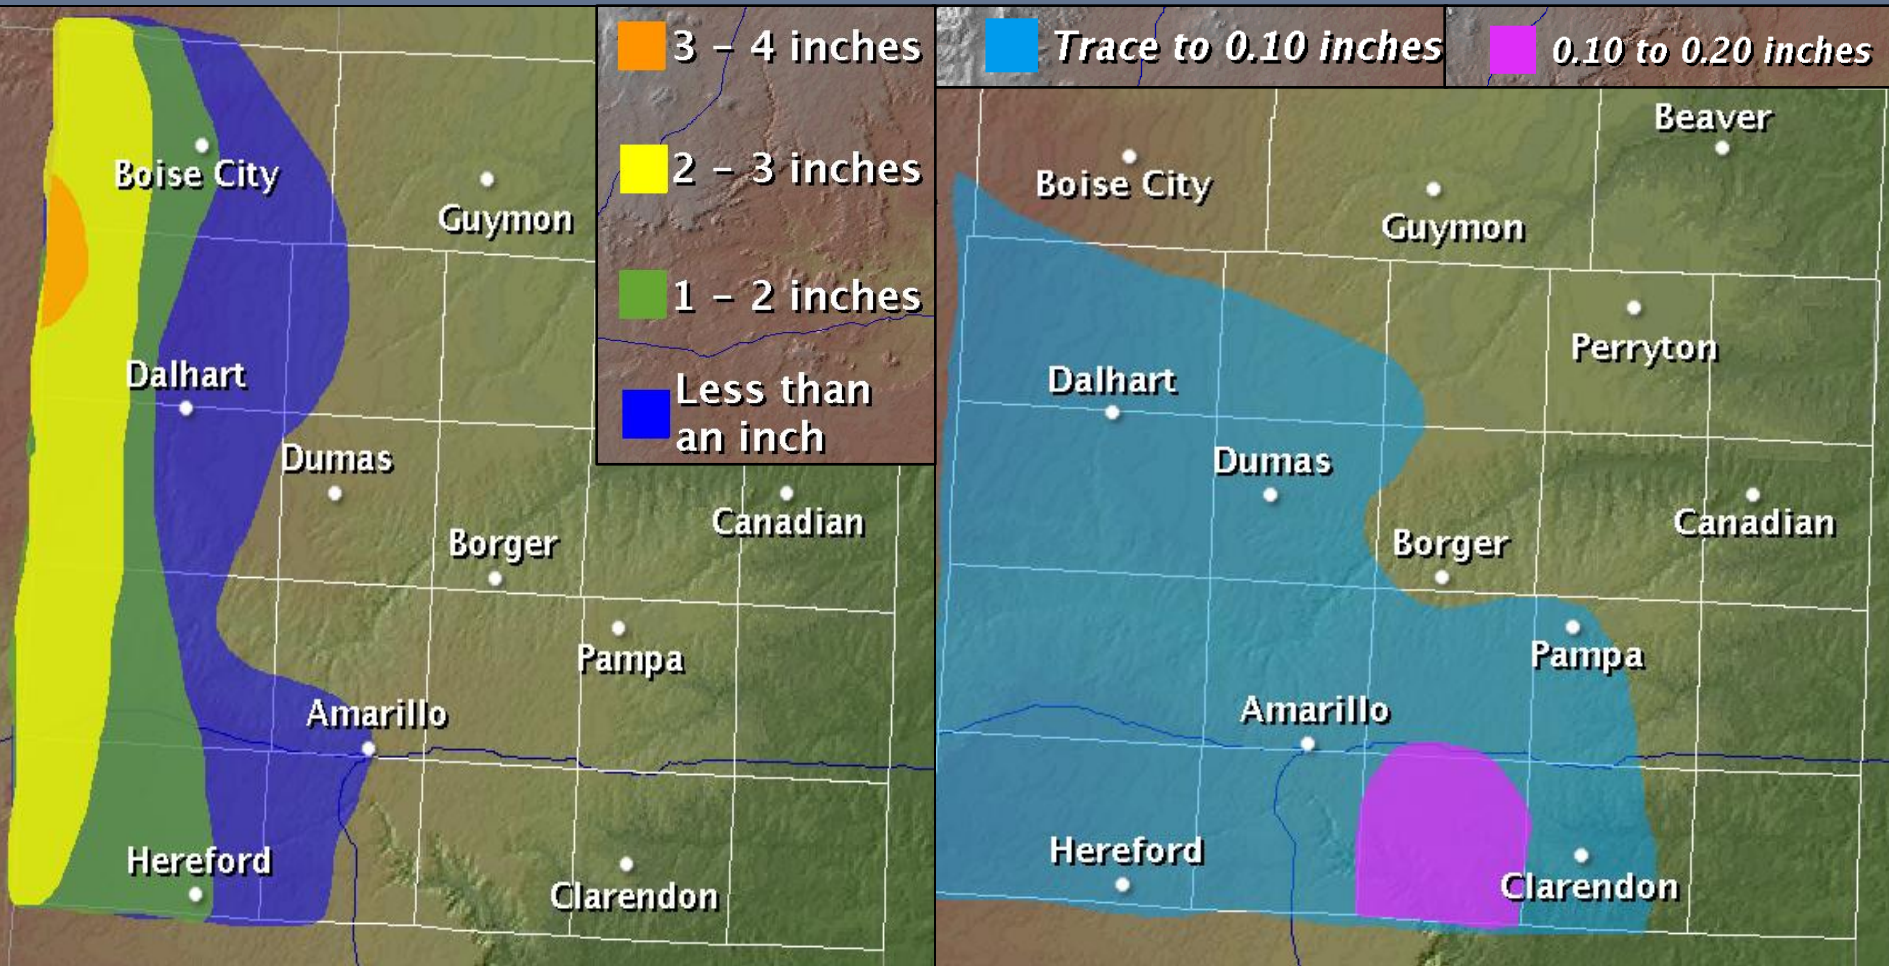 3 – 4 inches
2 – 3 inches
1 – 2 inches
Less than
an inch
Boise City
Guymon
Dalhart
Dumas
Borger
Canadian
Pampa
Amarillo
Hereford
Clarendon
Trace to 0.10 inches
0.10 to 0.20 inches
Beaver
Boise City
Guymon
Perryton
Dalhart
Dumas
Borger
Canadian
Pampa
Amarillo
Hereford
Clarendon